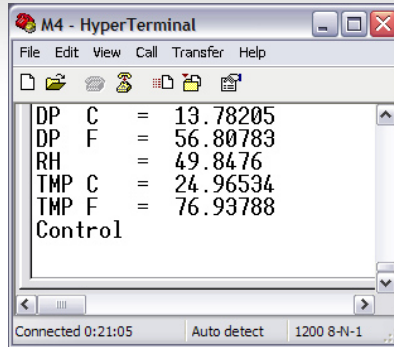 M4 - HyperTerminal
File Edit View Call Transfer Help
DP C = 13.78205
DP F = 56.80783
RH = 49.8476
TMP C = 24.96534
TMP F = 76.93788
Control
Connected 0:21:05 Auto detect 1200 8-N-1